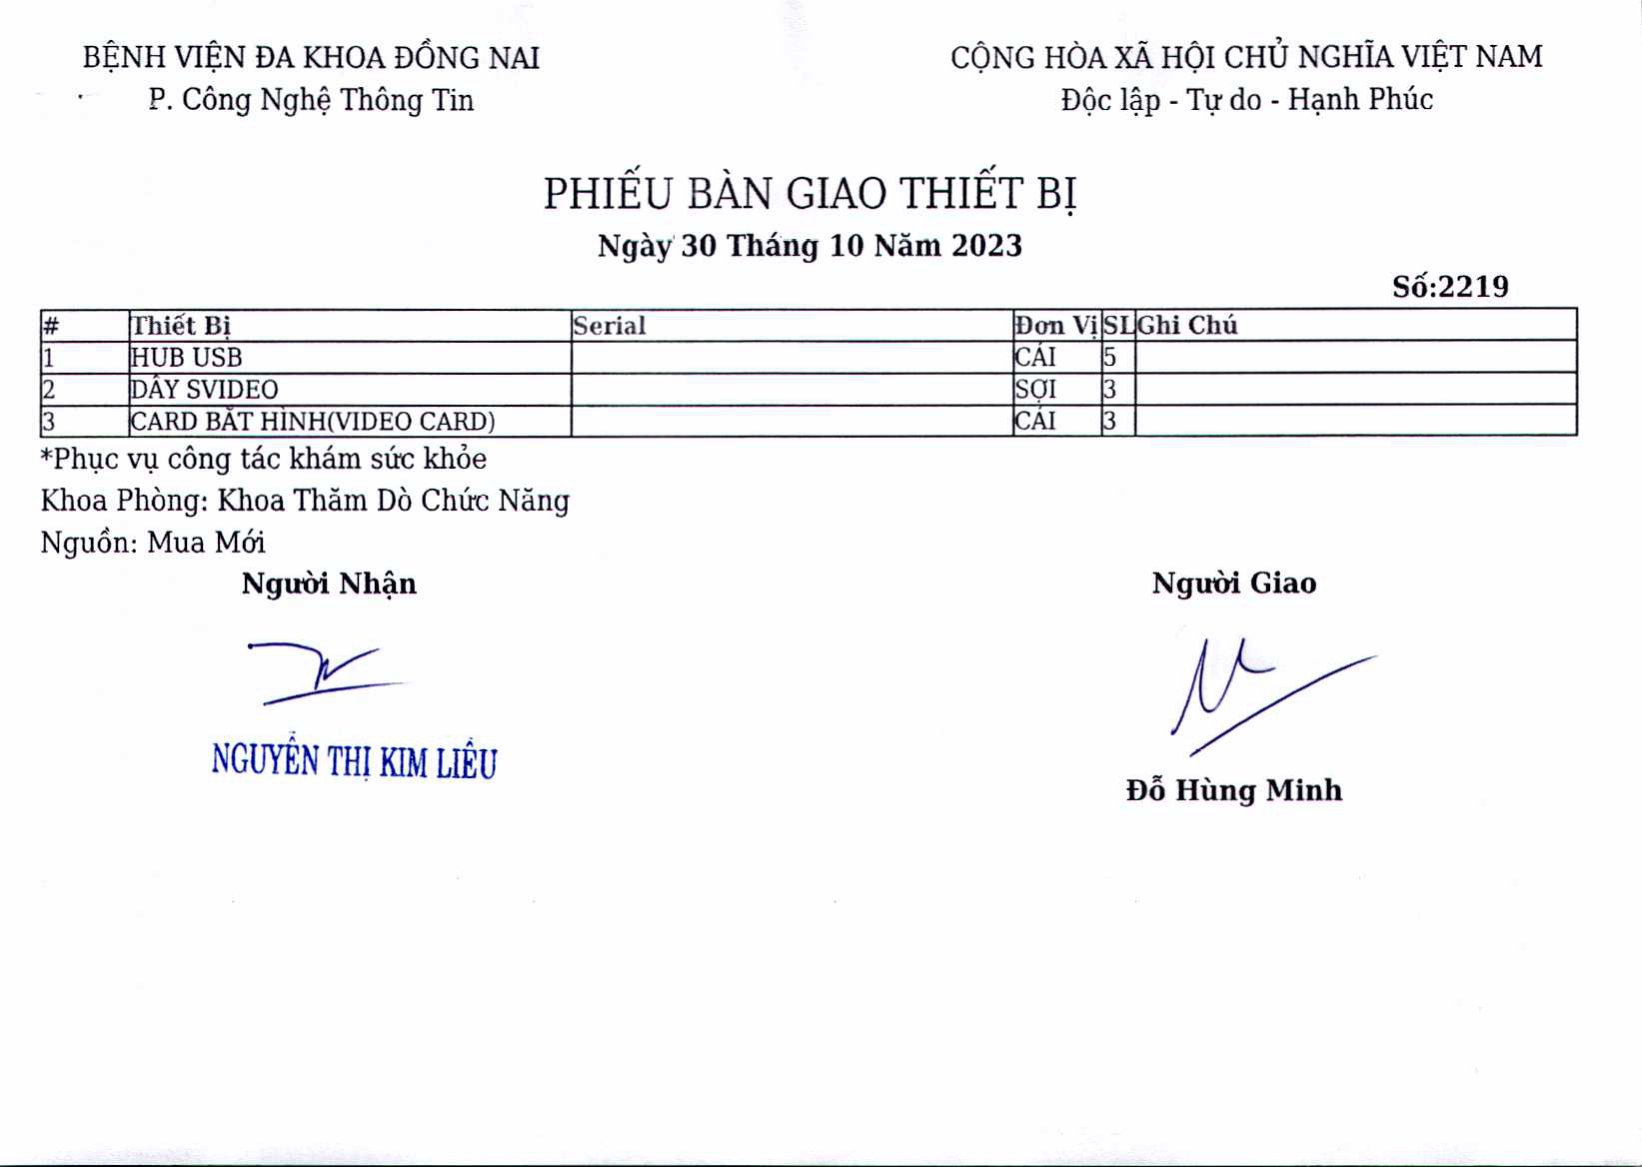 BỆNH VIỆN ĐA KHOA ĐỒNG NAI
P. Công Nghệ Thông Tin
CỘNG HÒA XÃ HỘI CHỦ NGHĨA VIỆT NAM
Độc lập - Tự do - Hạnh Phúc
PHIẾU BÀN GIAO THIẾT BỊ
Ngày 30 Tháng 10 Năm 2023
Số:2219
# Thiết Bị Serial Đơn Vị SL Ghi Chú
1 HUB USB CÁI 5
2 DÂY SVIDEO SỢI 3
3 CARD BẮT HÌNH(VIDEO CARD) CÁI 3
*Phục vụ công tác khám sức khỏe
Khoa Phòng: Khoa Thăm Dò Chức Năng
Nguồn: Mua Mới
Người Nhận Người Giao
NGUYỄN THỊ KIM LIỄU
Đỗ Hùng Minh